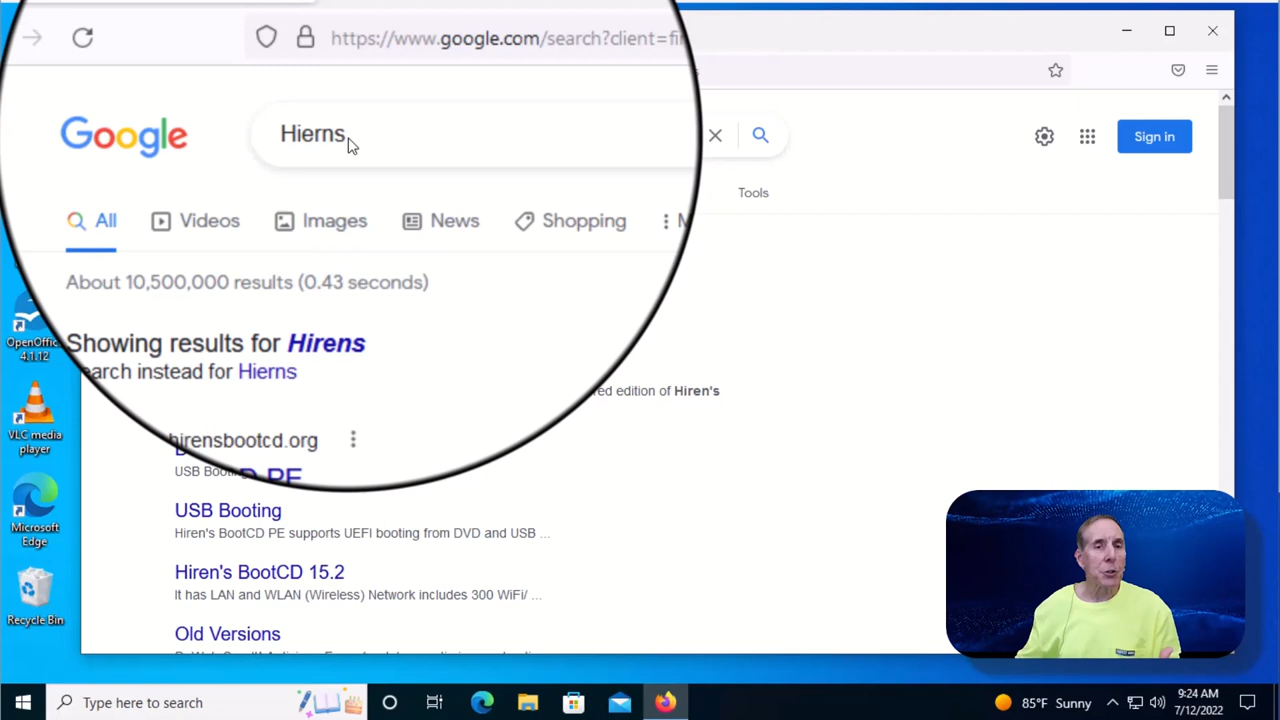 https://www.google.com/search?client=fi
Google
Hierns
Sign in
All Videos Images News Shopping
Tools
About 10,500,000 results (0.43 seconds)
Showing results for Hirens
earch instead for Hierns
ed edition of Hiren's
hirensbootcd.org
D PE
USB
USB Booting
Hiren's BootCD PE supports UEFI booting from DVD and USB ...
Hiren's BootCD 15.2
It has LAN and WLAN (Wireless) Network includes 300 WiFi/ ...
Old Versions
OpenOffic
4.1.12
VLC media
player
Microsoft
Edge
Recycle Bin
Type here to search
85°F Sunny
9:24 AM
7/12/2022